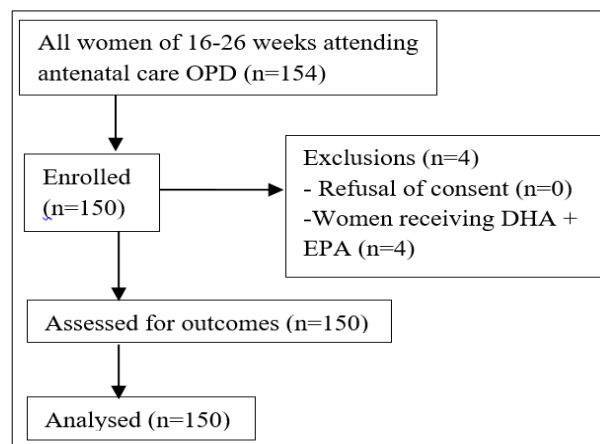 All women of 16-26 weeks attending
antenatal care OPD (n=154)
Enrolled
(n=150)
Exclusions (n=4)
- Refusal of consent (n=0)
-Women receiving DHA +
EPA (n=4)
Assessed for outcomes (n=150)
Analysed (n=150)